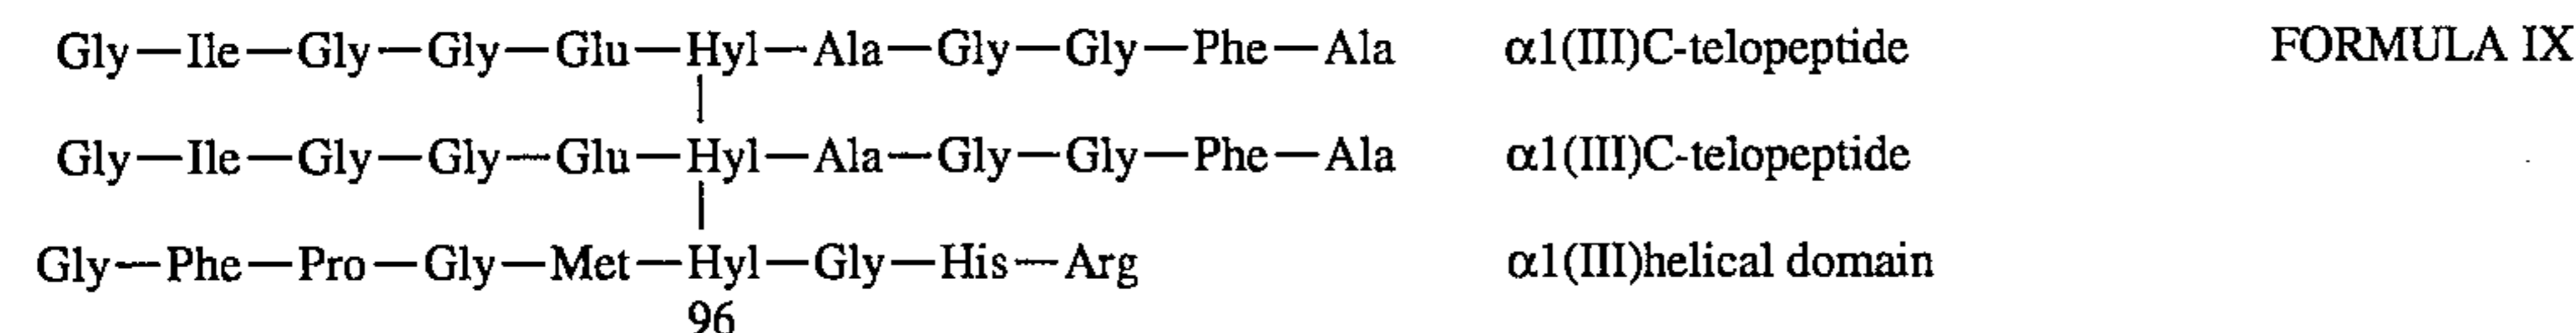 Gly—Ile—Gly—Gly—Glu—Hyl—Ala—Gly—Gly—Phe—Ala α1(III)C-telopeptide FORMULA IX
Gly—Ile—Gly—Gly—Glu—Hyl—Ala—Gly—Gly—Phe—Ala α1(III)C-telopeptide
Gly—Phe—Pro—Gly—Met—Hyl—Gly—His—Arg α1(III)helical domain
96